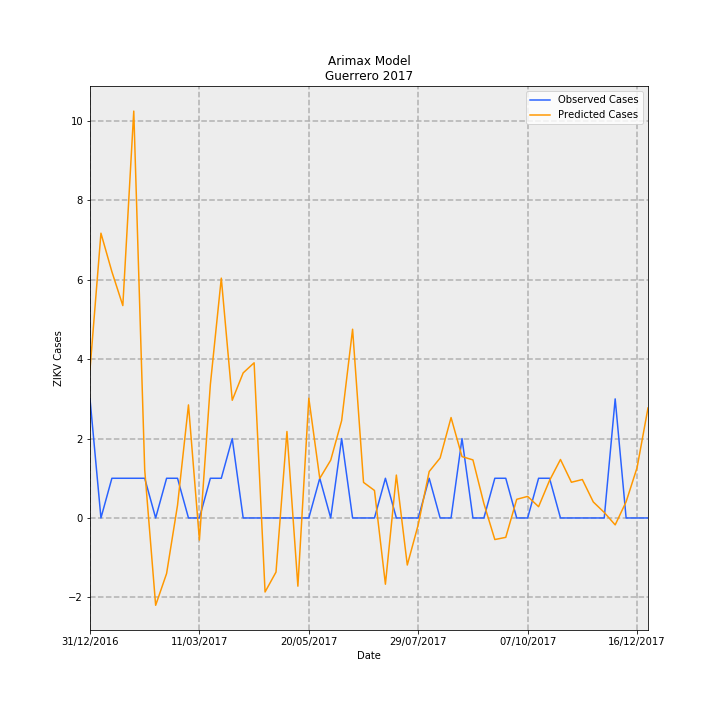 Arimax Model
Guerrero 2017
Observed Cases
Predicted Cases
10
8
6
4
2
0
−2
ZIKV Cases
31/12/2016
11/03/2017
20/05/2017
29/07/2017
07/10/2017
16/12/2017
Date